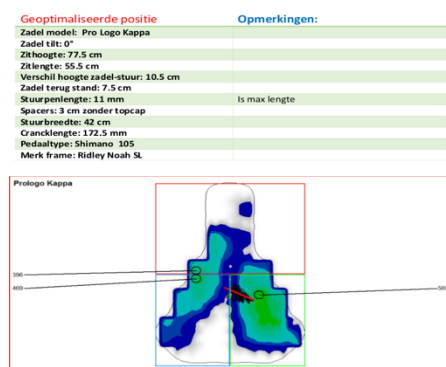 Geoptimaliseerde positie Opmerkingen:
Zadel model: Pro Logo Kappa
Zadel tilt: 0°
Zithoogte: 77.5 cm
Zitlengte: 55.5 cm
Verschil hoogte zadel-stuur: 10.5 cm
Zadel terug stand: 7.5 cm
Stuurpenlengte: 11 mm Is max lengte
Spacers: 3 cm zonder topcap
Stuurbreedte: 42 cm
Crancklengte: 172.5 mm
Pedaaltype: Shimano 105
Merk frame: Ridley Noah SL
Prologo Kappa
396
469